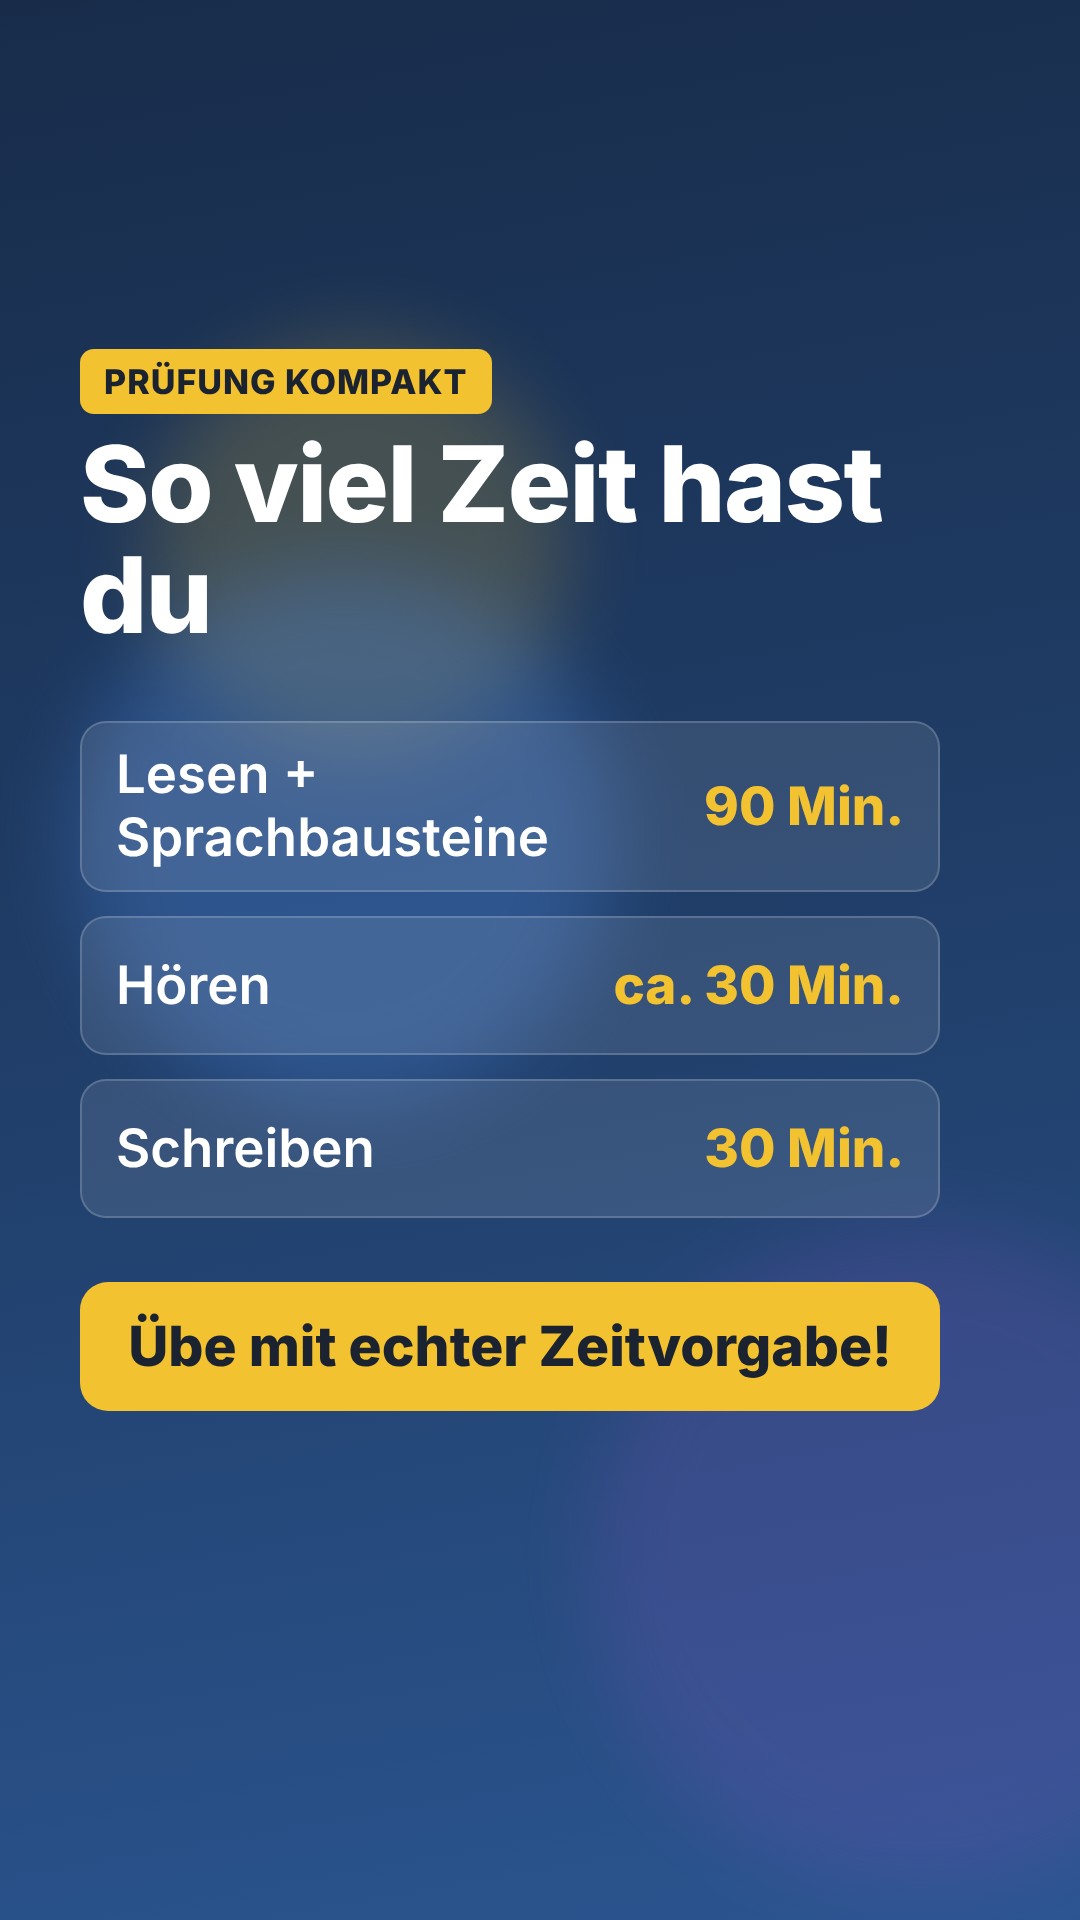 PRÜFUNG KOMPAKT
So viel Zeit hast
du
Lesen +
Sprachbausteine
90 Min.
Hören
ca. 30 Min.
Schreiben
30 Min.
Übe mit echter Zeitvorgabe!